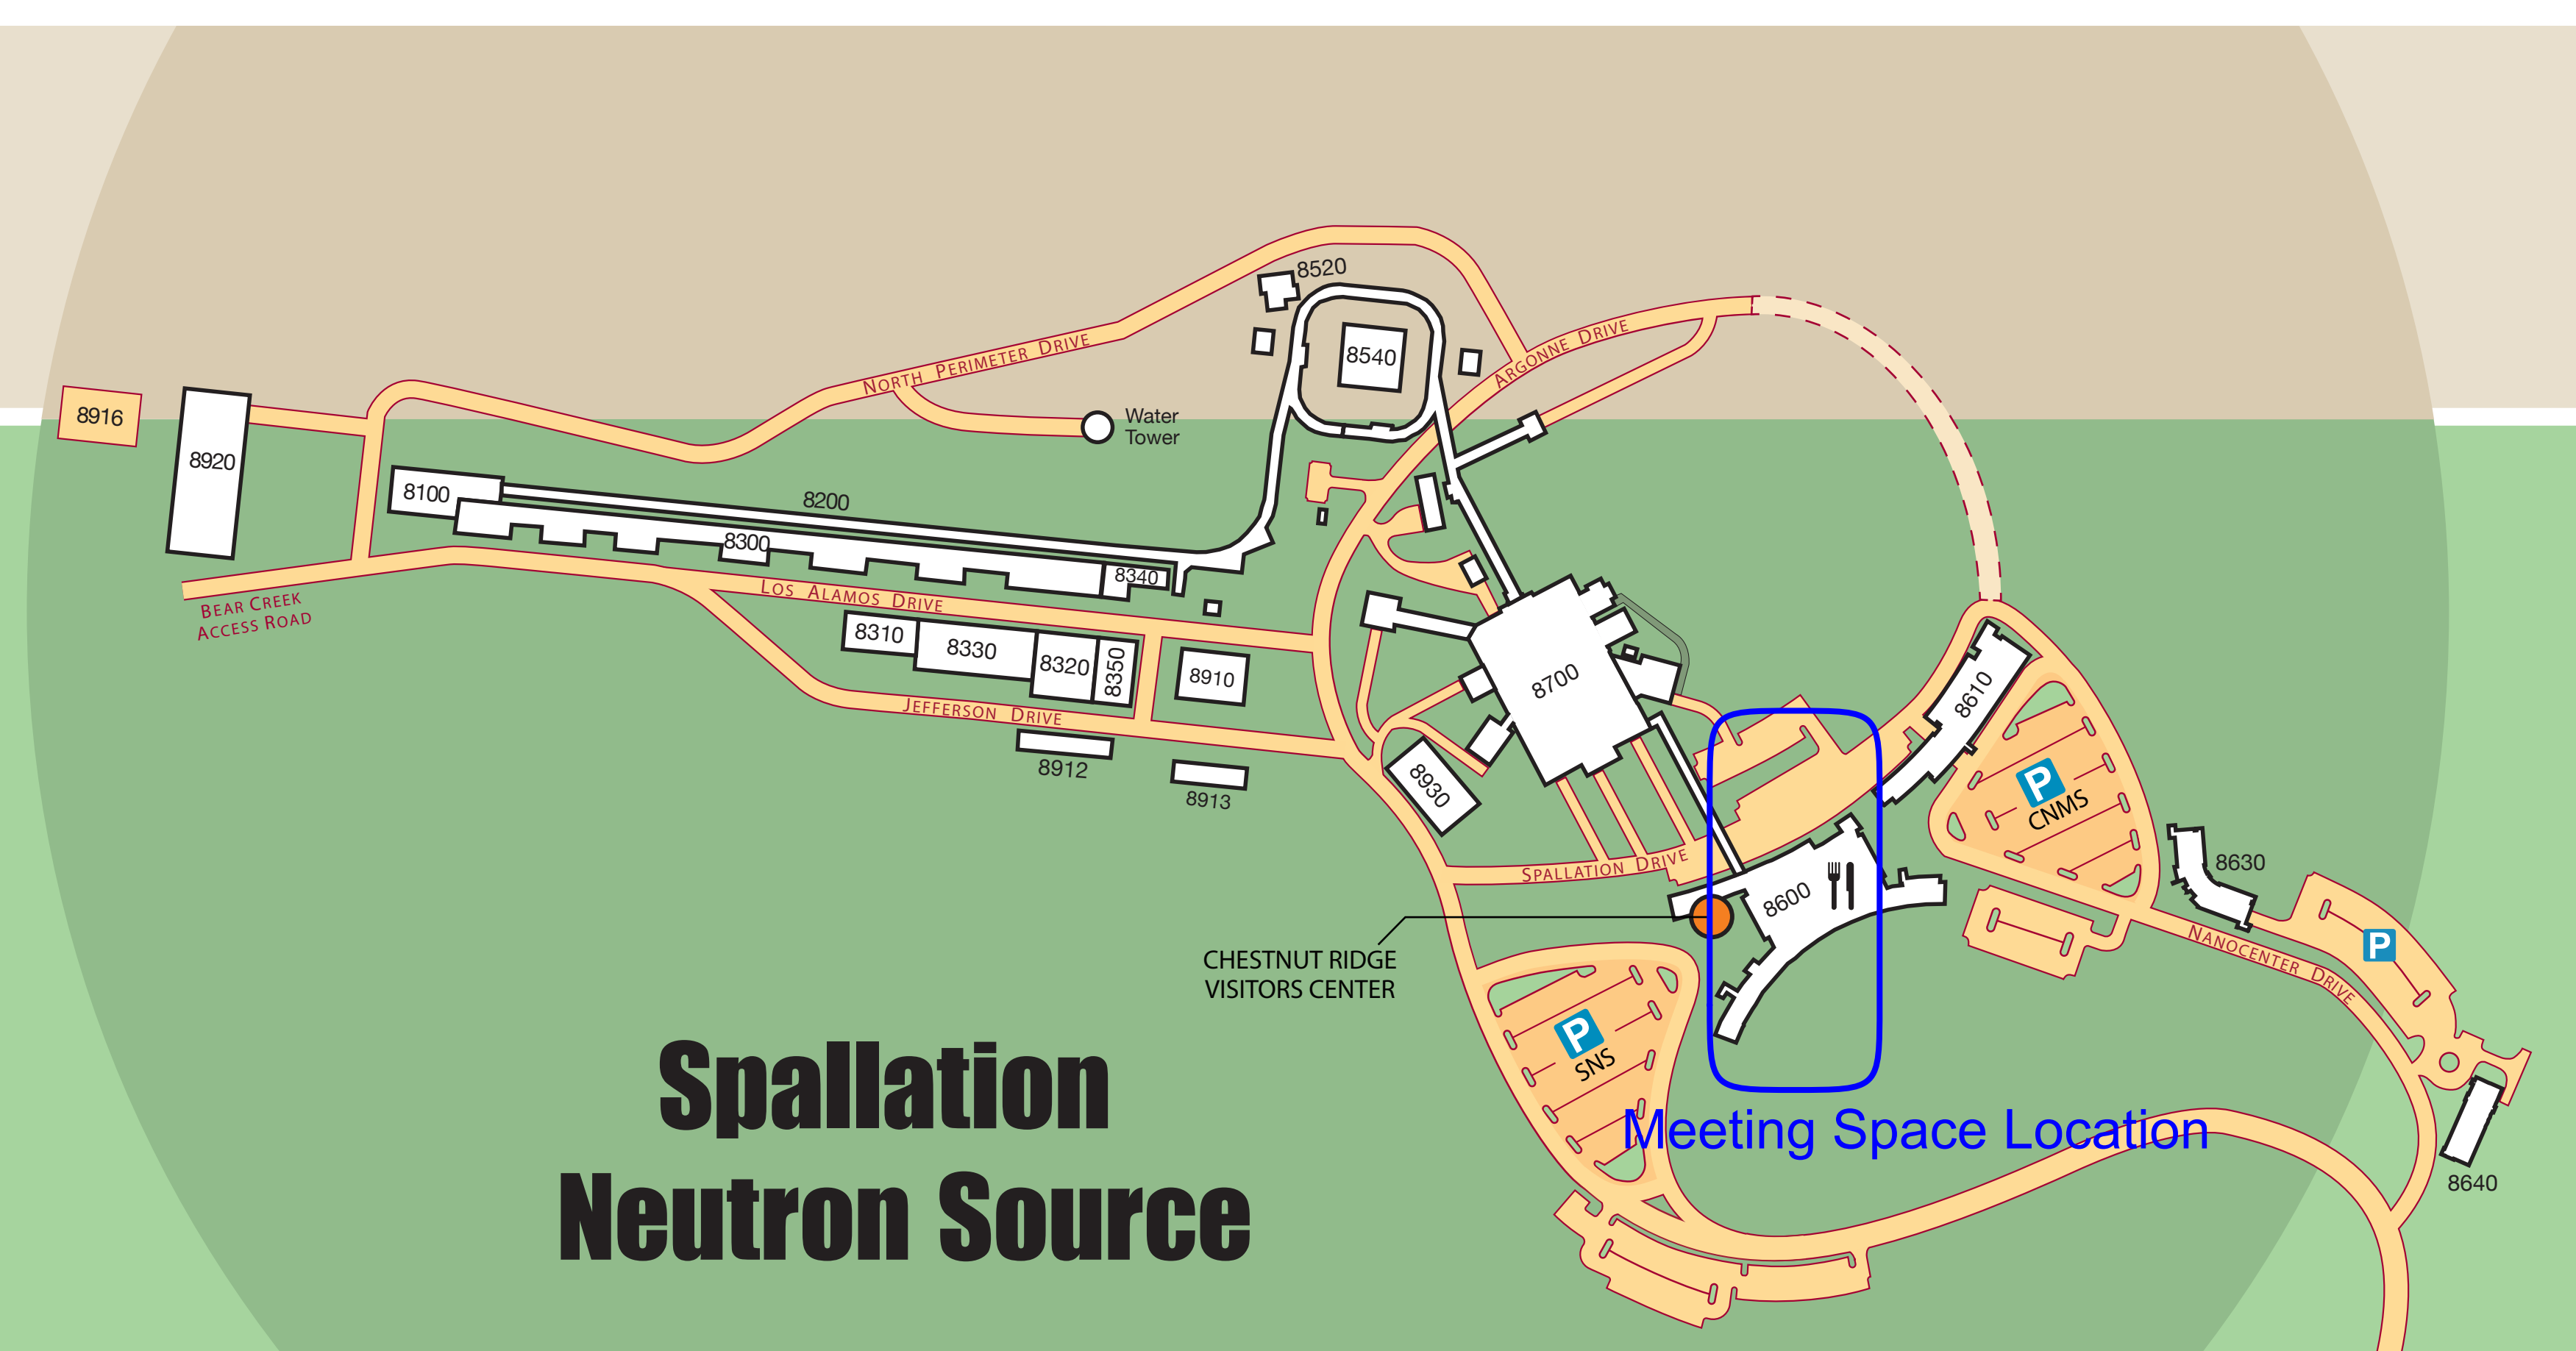 8520
ARGONNE DRIVE
NORTH PERIMETER DRIVE
8540
8916
8920
Water
Tower
8100
8200
8300
8340
LOS ALAMOS DRIVE
BEAR CREEK
ACCESS ROAD
8310
8330
8320
8350
8910
8700
8610
JEFFERSON DRIVE
8912
8913
8930
P
CNMS
SPALLATION DRIVE
8600
8630
CHESTNUT RIDGE
VISITORS CENTER
NANOCENTER DRIVE
P
P
SNS
Spallation
Neutron Source
Meeting Space Location
8640